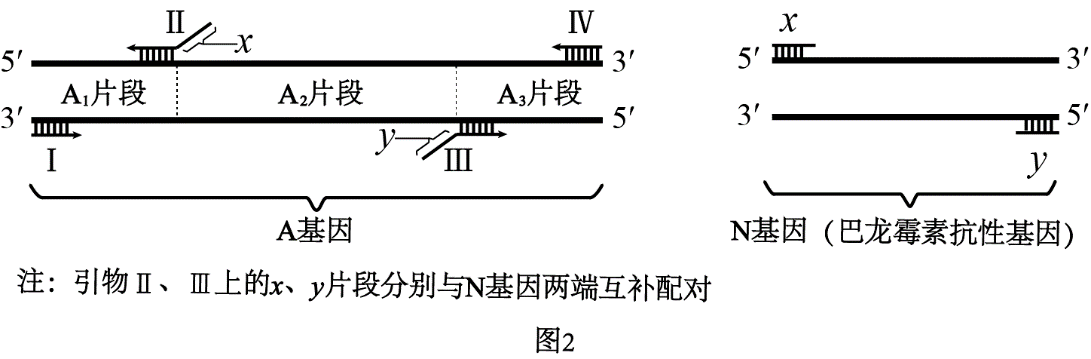 Ⅱ x Ⅳ x
5′ 3′ 5′ 3′
A₁片段 A₂片段 A₃片段
3′ 5′ 3′ 5′
Ⅰ y Ⅲ y
A基因 N基因（巴龙霉素抗性基因）
注：引物Ⅱ、Ⅲ上的x、y片段分别与N基因两端互补配对
图2